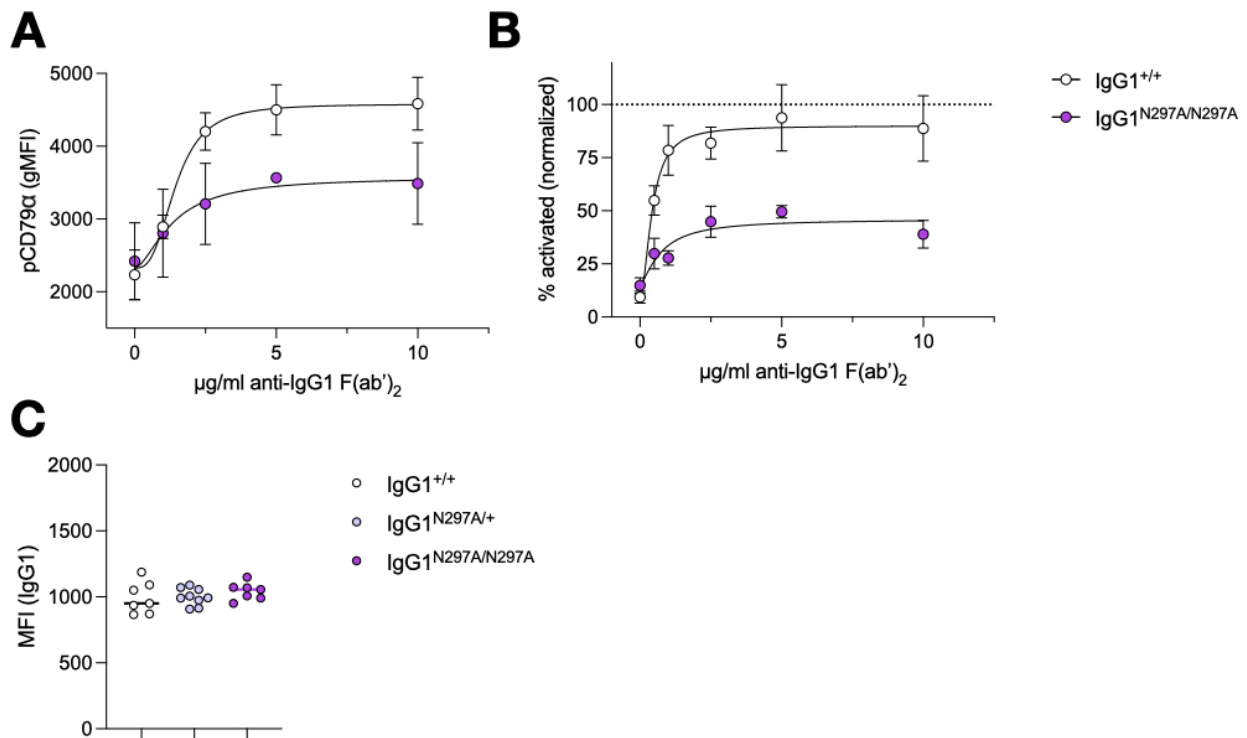 A
5000
4000
3000
2000
pCD79α (gMFI)
0 5 10
µg/ml anti-IgG1 F(ab’)2
B
100
75
50
25
0
% activated (normalized)
0 5 10
µg/ml anti-IgG1 F(ab’)2
IgG1+/+
IgG1N297A/N297A
C
2000
1500
1000
500
0
MFI (IgG1)
IgG1+/+
IgG1N297A/+
IgG1N297A/N297A